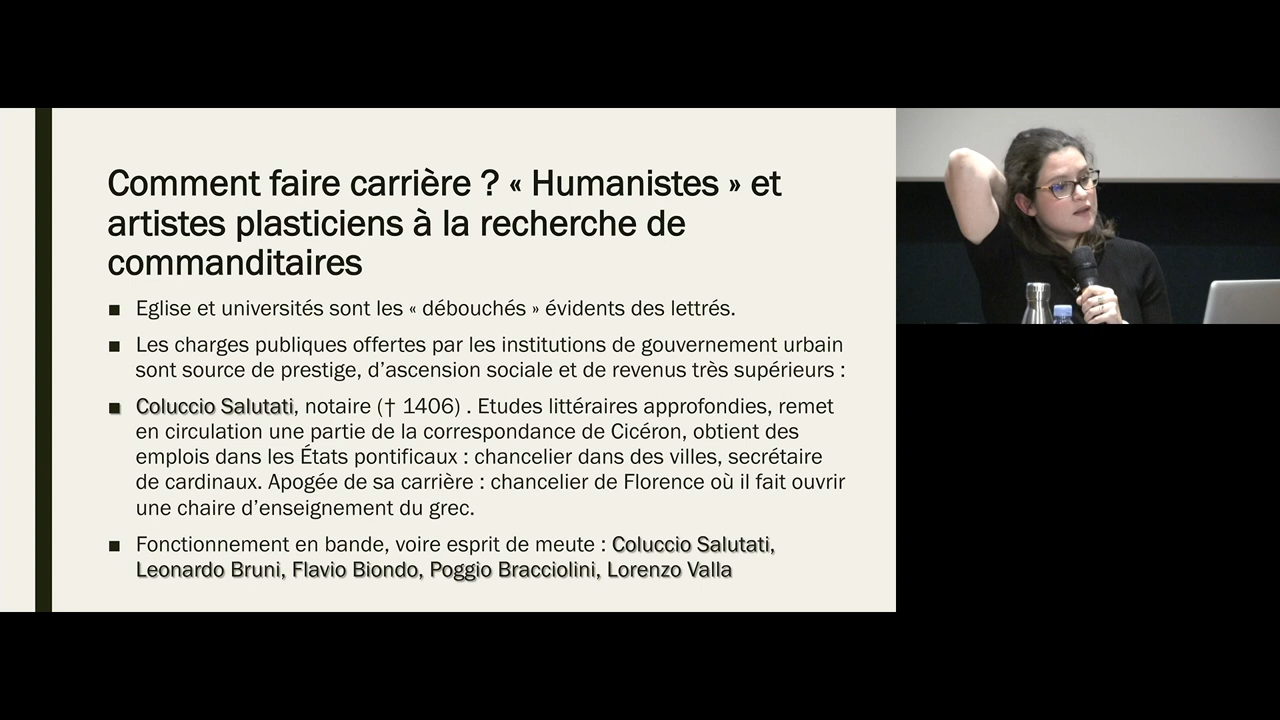 Comment faire carrière ? « Humanistes » et
artistes plasticiens à la recherche de
commanditaires
■ Eglise et universités sont les « débouchés » évidents des lettrés.
■ Les charges publiques offertes par les institutions de gouvernement urbain
sont source de prestige, d’ascension sociale et de revenus très supérieurs :
■ Coluccio Salutati, notaire († 1406) . Etudes littéraires approfondies, remet
en circulation une partie de la correspondance de Cicéron, obtient des
emplois dans les États pontificaux : chancelier dans des villes, secrétaire
de cardinaux. Apogée de sa carrière : chancelier de Florence où il fait ouvrir
une chaire d’enseignement du grec.
■ Fonctionnement en bande, voire esprit de meute : Coluccio Salutati,
Leonardo Bruni, Flavio Biondo, Poggio Bracciolini, Lorenzo Valla